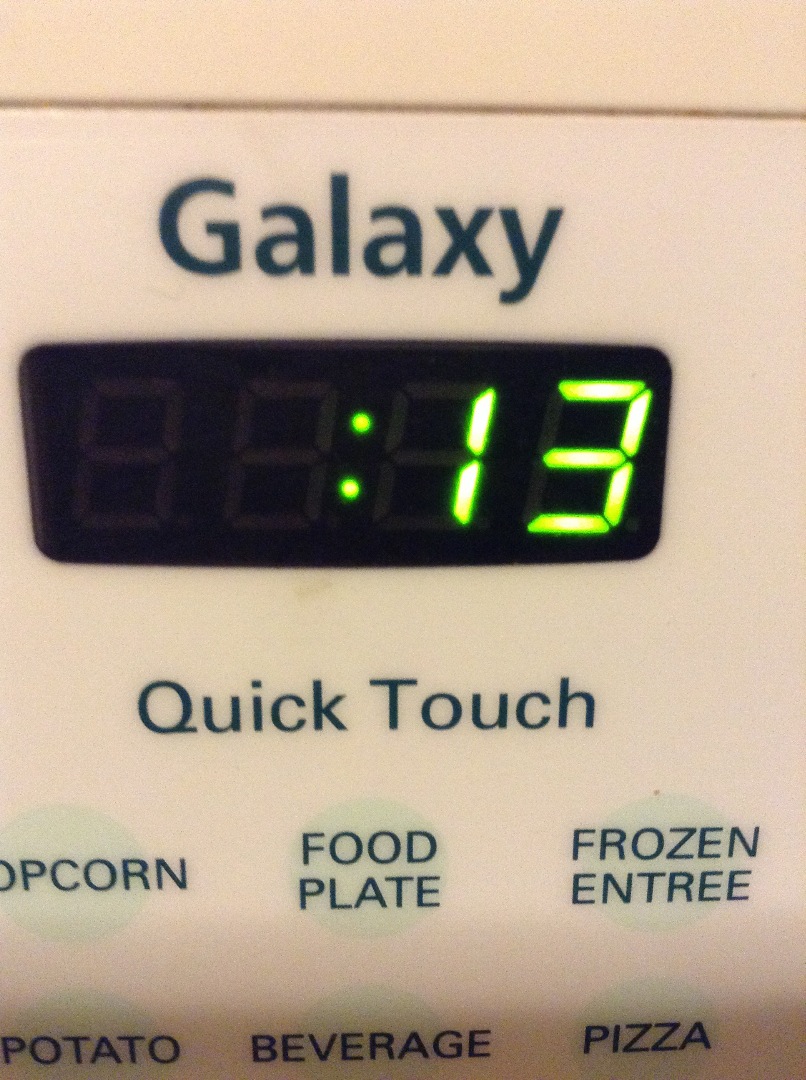 Galaxy
:13
Quick Touch
OPCORN
FOOD
PLATE
FROZEN
ENTREE
POTATO
BEVERAGE
PIZZA